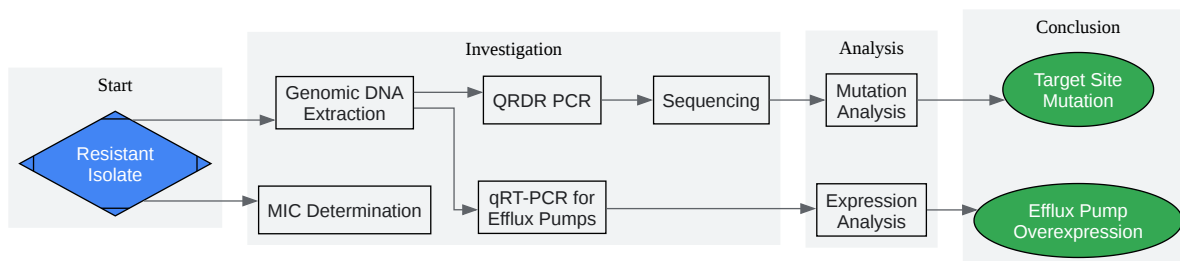 Start
Resistant
Isolate
Investigation
Genomic DNA
Extraction
QRDR PCR
Sequencing
MIC Determination
qRT-PCR for
Efflux Pumps
Analysis
Mutation
Analysis
Expression
Analysis
Conclusion
Target Site
Mutation
Efflux Pump
Overexpression